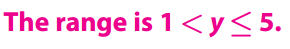 The range is 1 < y ≤ 5.